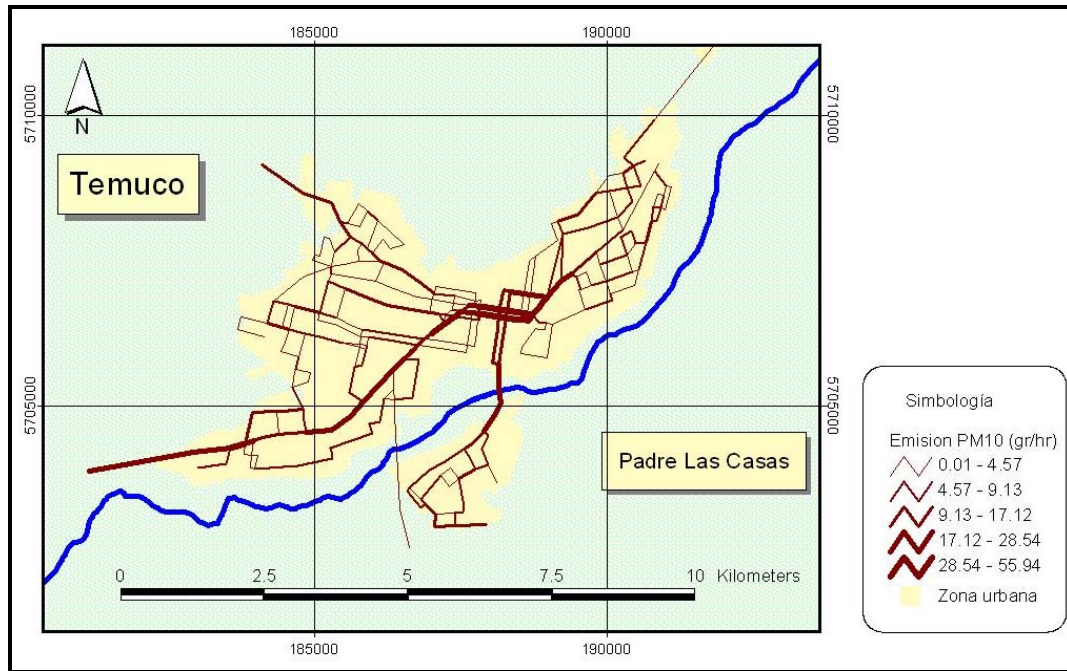 185000
190000
5710000
5710000
N
Temuco
5705000
5705000
Padre Las Casas
0
2.5
5
7.5
10 Kilometers
185000
190000
Simbología
Emision PM10 (gr/hr)
0.01 - 4.57
4.57 - 9.13
9.13 - 17.12
17.12 - 28.54
28.54 - 55.94
Zona urbana